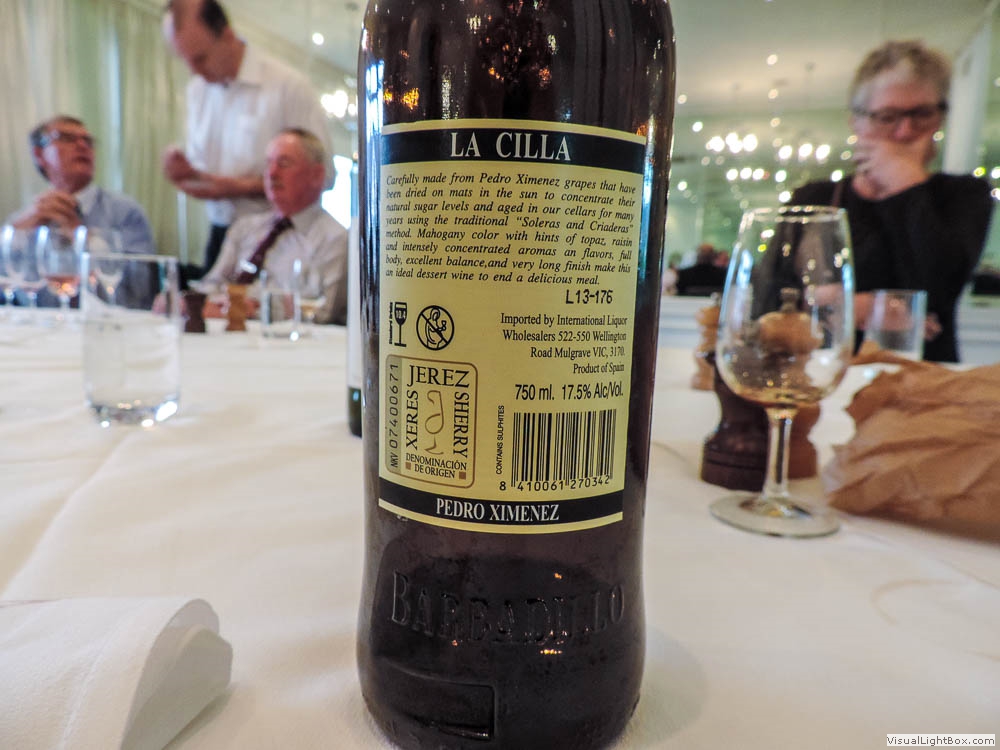 LA CILLA
Carefully made from Pedro Ximenez grapes that have
been dried on mats in the sun to concentrate their
natural sugar levels and aged in our cellars for many
years using the traditional "Soleras and Criaderas"
method. Mahogany color with hints of topaz, raisin
and intensely concentrated aromas an flavors, full
body, excellent balance,and very long finish make this
an ideal dessert wine to end a delicious meal.
L13-176
Imported by International Liquor
Wholesalers 522-550 Wellington
Road Mulgrave VIC, 3170.
Product of Spain
10.4
750 ml. 17.5% Alc/Vol.
NKV 07400671
JEREZ
XERES
SHERRY
DENOMINACIÓN
DE ORIGEN
CONTAINS SULPHITES
8 410061 270342
PEDRO XIMENEZ
BARBADILLO
VisualLightBox.com